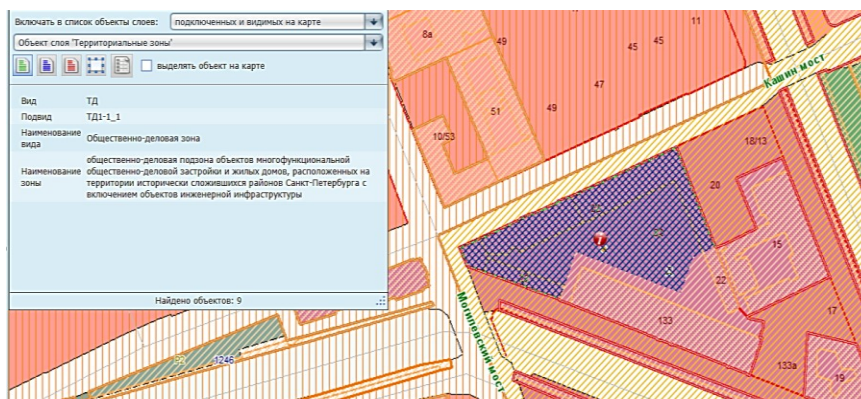 Включать в список объекты слоев: подключенных и видимых на карте
Объект слоя "Территориальные зоны"
выделять объект на карте
Вид ТД
Подвид ТД1-1_1
Наименование вида Общественно-деловая зона
Наименование зоны общественно-деловая подзона объектов многофункциональной
общественно-деловой застройки и жилых домов, расположенных на
территории исторически сложившихся районов Санкт-Петербурга с
включением объектов инженерной инфраструктуры
Найдено объектов: 9
11
8а
49
45
45
47
49
51
10/53
Кашин мост
18/13
20
15
22
133
17
133а
19
Могилевский мост
92
1246